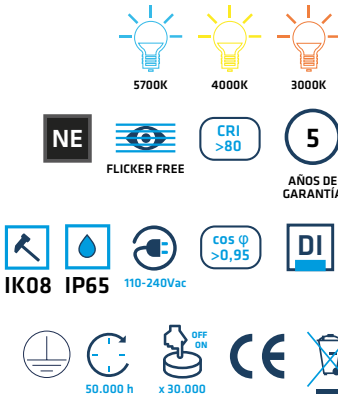 5700K 4000K 3000K
NE
FLICKER FREE
CRI
>80
5
AÑOS DE
GARANTÍA
IK08 IP65 110-240Vac
cos φ
>0,95
DI
OFF
ON
50.000 h x 30.000
CE